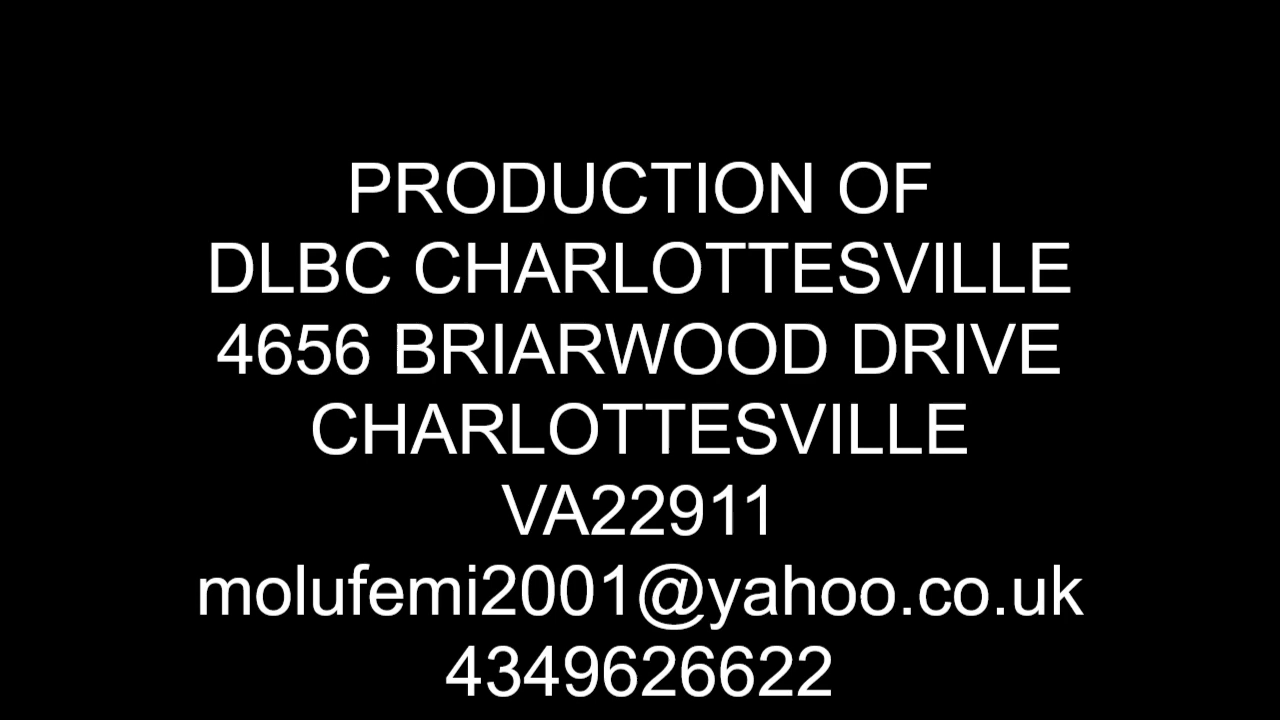 PRODUCTION OF
DLBC CHARLOTTESVILLE
4656 BRIARWOOD DRIVE
CHARLOTTESVILLE
VA22911
molufemi2001@yahoo.co.uk
4349626622